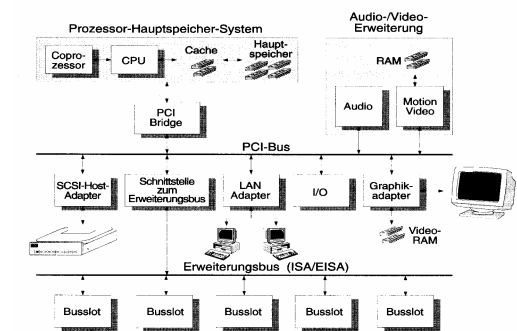 Prozessor-Hauptspeicher-System
Audio-/Video-
Erweiterung
Copro-
zessor
CPU
Cache
Haupt-
speicher
RAM
Audio
Motion
Video
PCI
Bridge
PCI-Bus
SCSI-Host-
Adapter
Schnittstelle
zum
Erweiterungsbus
LAN
Adapter
I/O
Graphik-
adapter
Video-
RAM
Erweiterungsbus (ISA/EISA)
Busslot
Busslot
Busslot
Busslot
Busslot